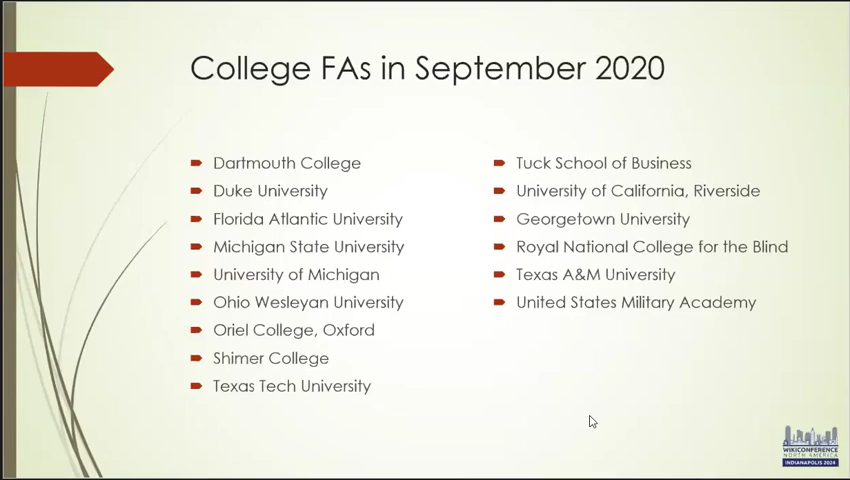 College FAs in September 2020
Dartmouth College
Duke University
Florida Atlantic University
Michigan State University
University of Michigan
Ohio Wesleyan University
Oriel College, Oxford
Shimer College
Texas Tech University
Tuck School of Business
University of California, Riverside
Georgetown University
Royal National College for the Blind
Texas A&M University
United States Military Academy
WIKICONFERENCE
NORTH AMERICA
INDIANAPOLIS 2024